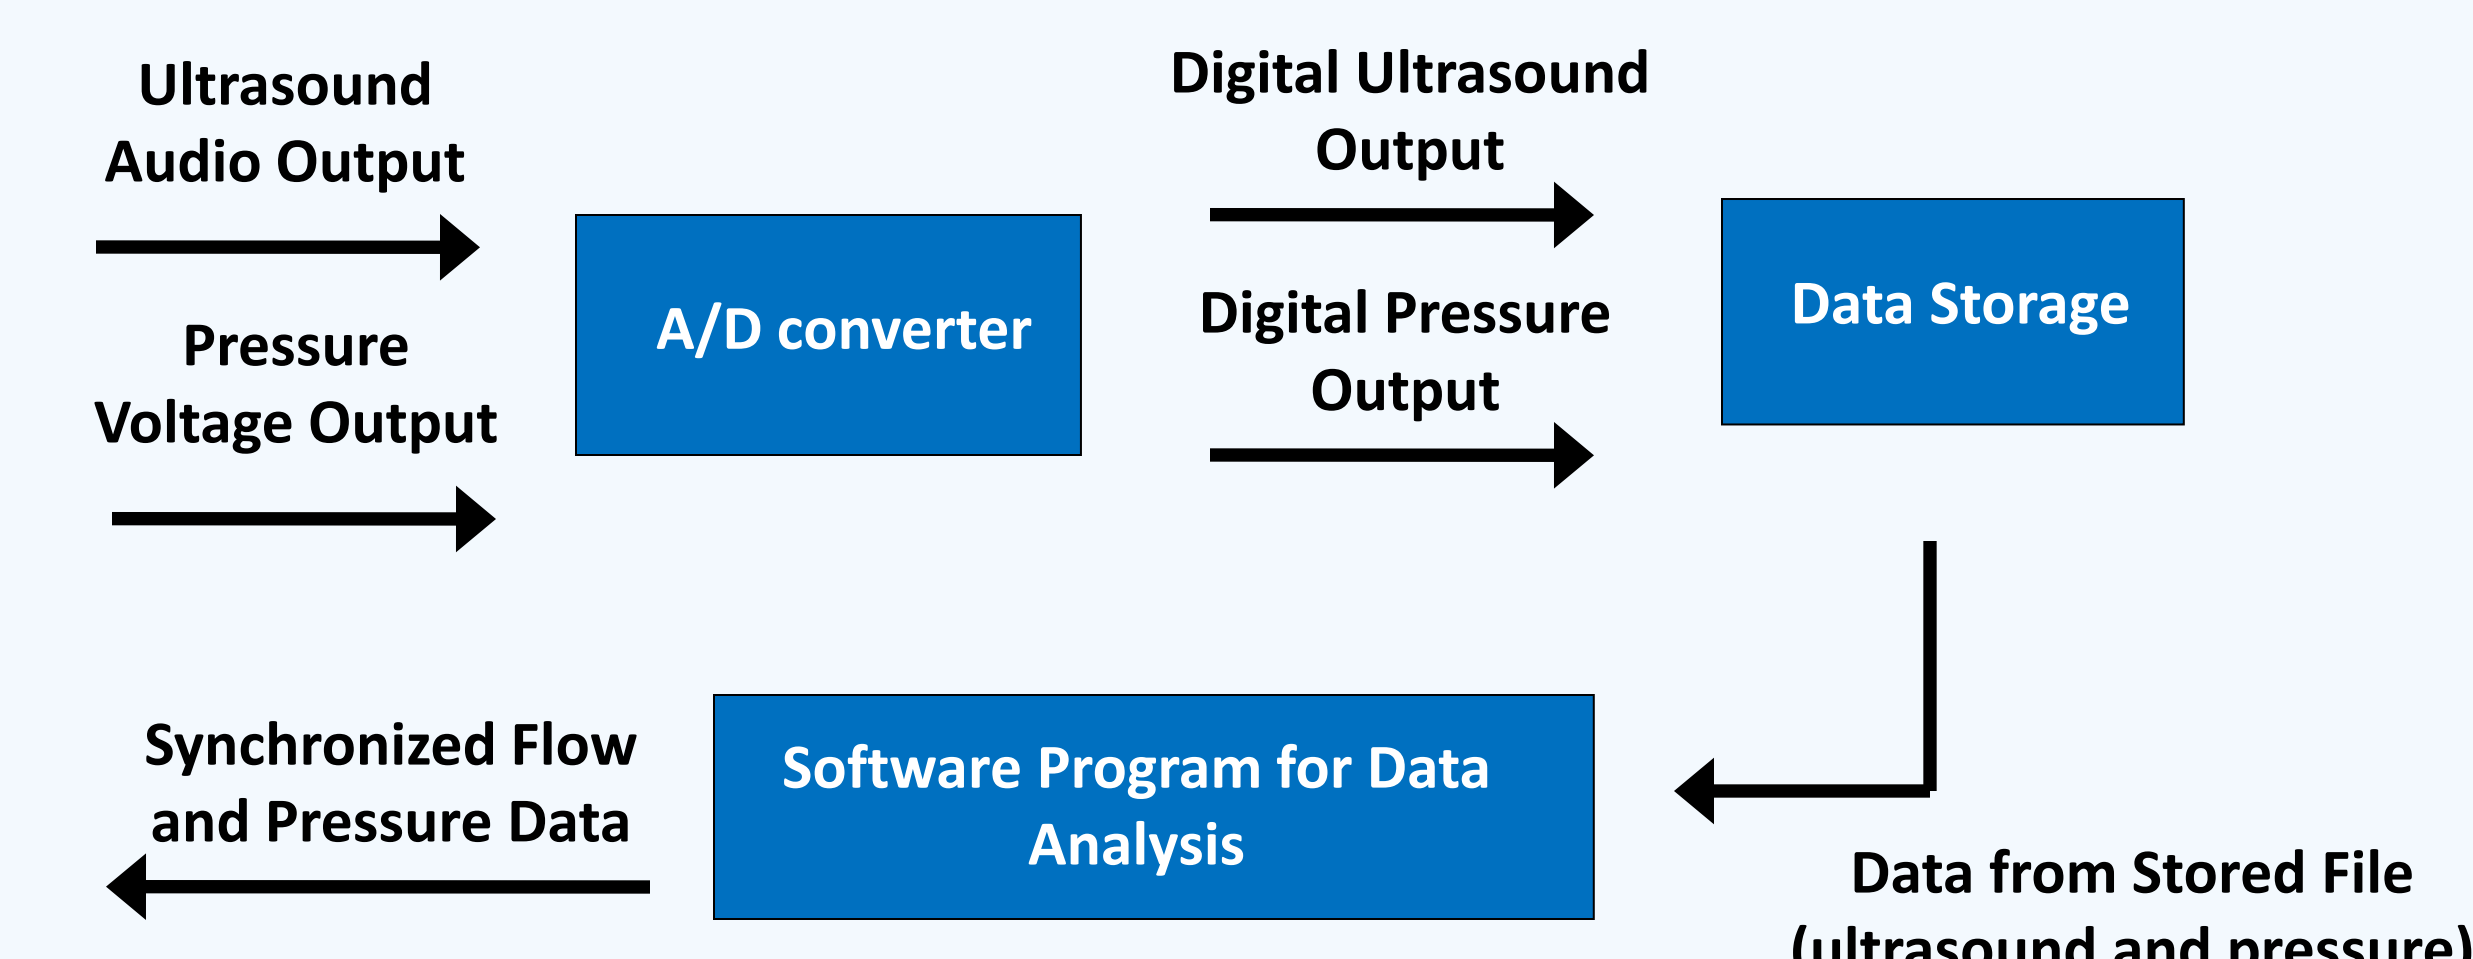 Ultrasound
Audio Output
Pressure
Voltage Output
A/D converter
Digital Ultrasound
Output
Digital Pressure
Output
Data Storage
Synchronized Flow
and Pressure Data
Software Program for Data
Analysis
Data from Stored File
(ultrasound and pressure)